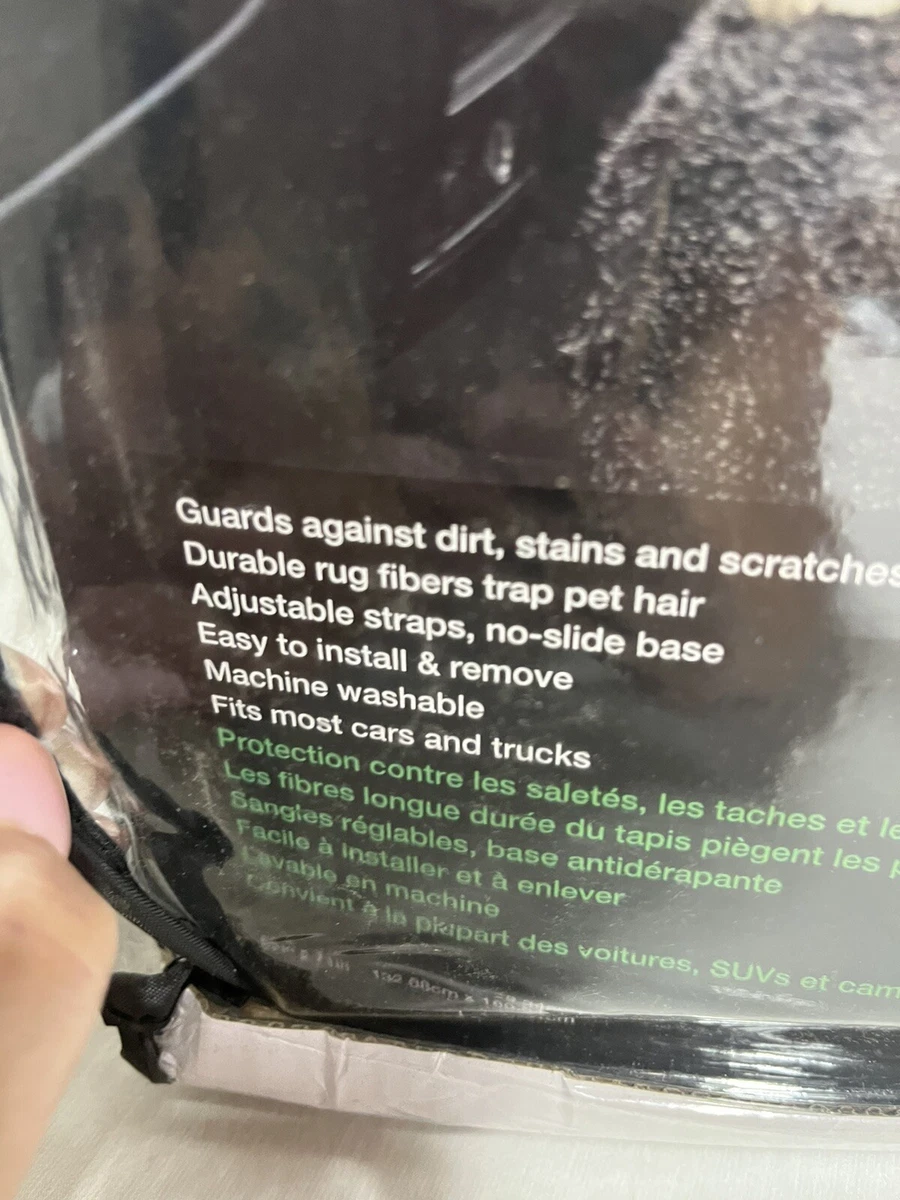 Guards against dirt, stains and scratches
Durable rug fibers trap pet hair
Adjustable straps, no-slide base
Easy to install & remove
Machine washable
Fits most cars and trucks
Protection contre les saletés, les taches et le
Les fibres longue durée du tapis piègent les p
Sangles réglables, base antidérapante
Facile à installer et à enlever
Lavable en machine
Convient à la plupart des voitures, SUVs et cam